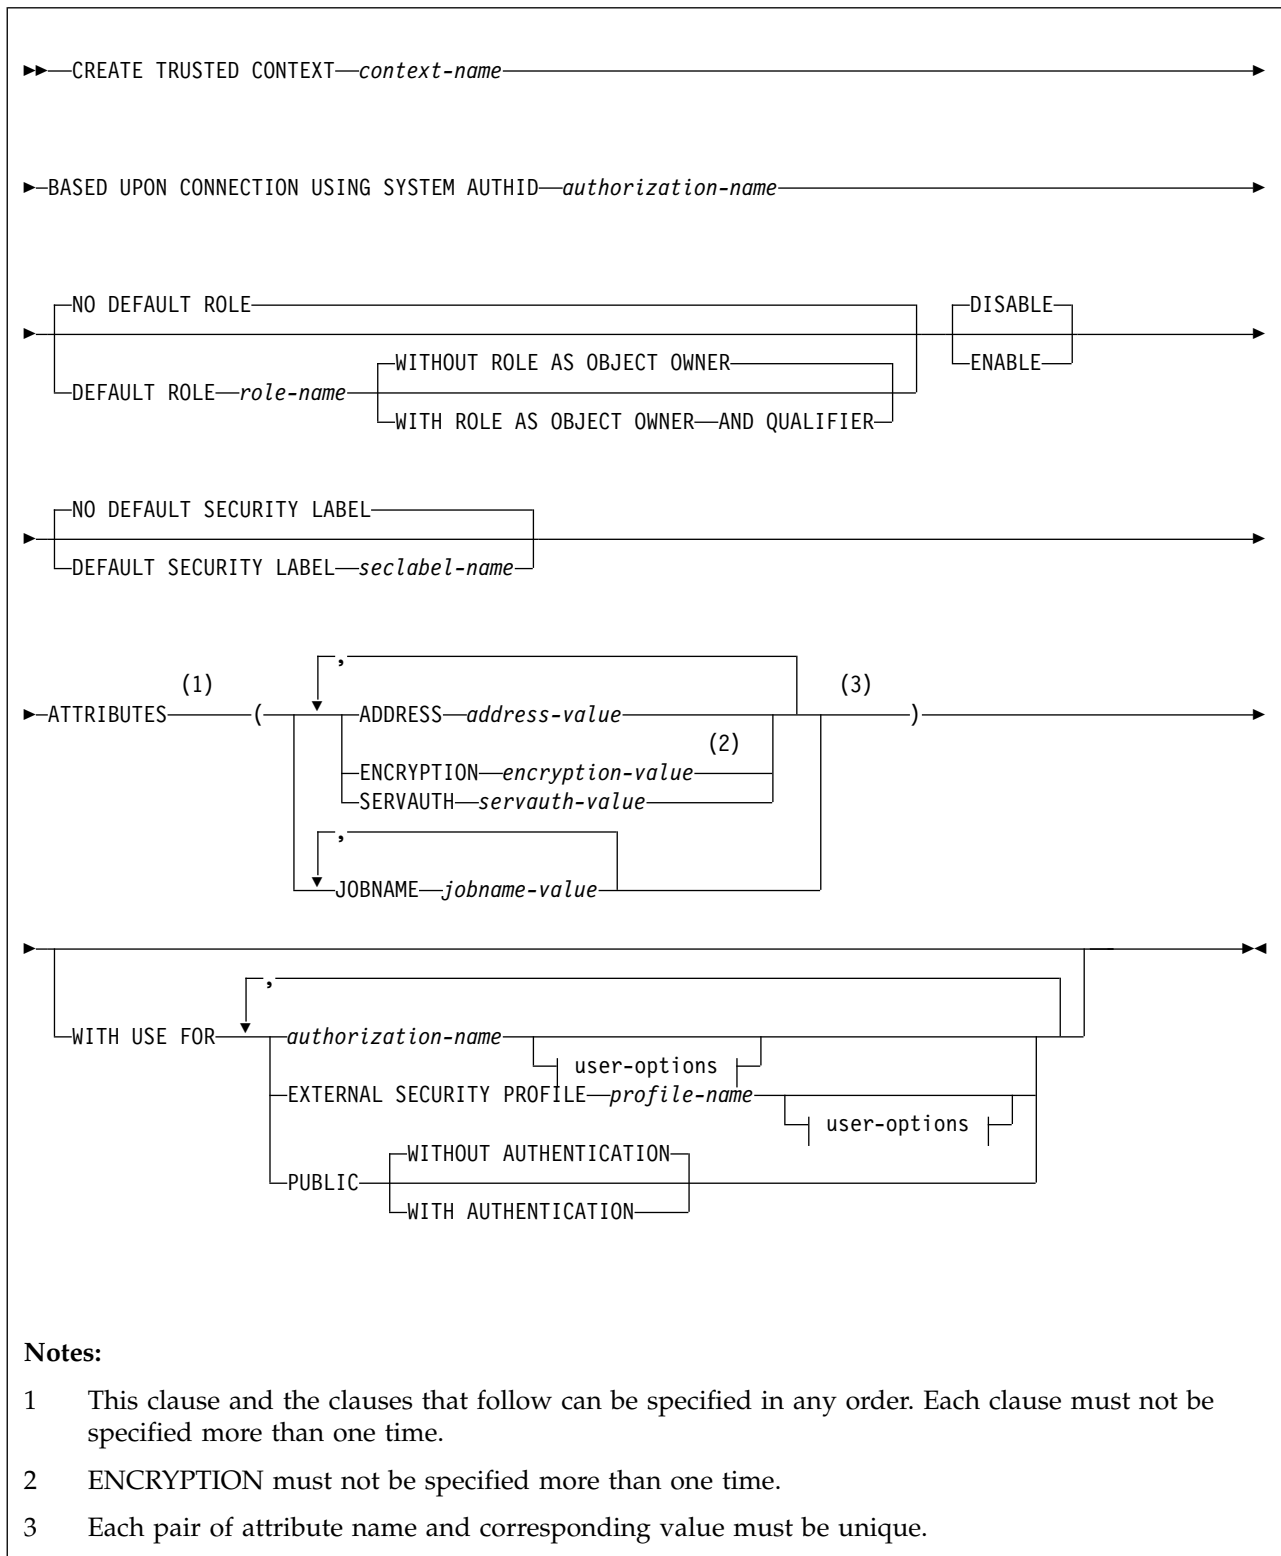 CREATE TRUSTED CONTEXT context-name
BASED UPON CONNECTION USING SYSTEM AUTHID authorization-name
NO DEFAULT ROLE DISABLE
ENABLE
WITHOUT ROLE AS OBJECT OWNER
DEFAULT ROLE role-name
WITH ROLE AS OBJECT OWNER AND QUALIFIER
NO DEFAULT SECURITY LABEL
DEFAULT SECURITY LABEL seclabel-name
,
(1) (3)
ATTRIBUTES ( ADDRESS address-value )
(2)
ENCRYPTION encryption-value
SERVAUTH servauth-value
,
JOBNAME jobname-value
,
WITH USE FOR authorization-name
user-options
EXTERNAL SECURITY PROFILE profile-name
user-options
WITHOUT AUTHENTICATION
PUBLIC
WITH AUTHENTICATION
Notes:
1 This clause and the clauses that follow can be specified in any order. Each clause must not be
specified more than one time.
2 ENCRYPTION must not be specified more than one time.
3 Each pair of attribute name and corresponding value must be unique.